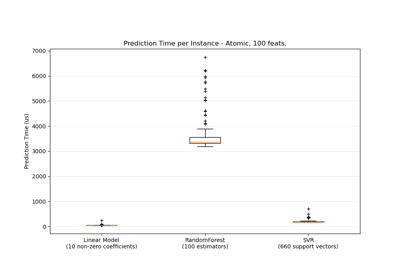 Prediction Time per Instance - Atomic, 100 feats.
7000
6000
5000
4000
3000
2000
1000
0
Prediction Time (us)
Linear Model
(10 non-zero coefficients)
RandomForest
(100 estimators)
SVR
(660 support vectors)